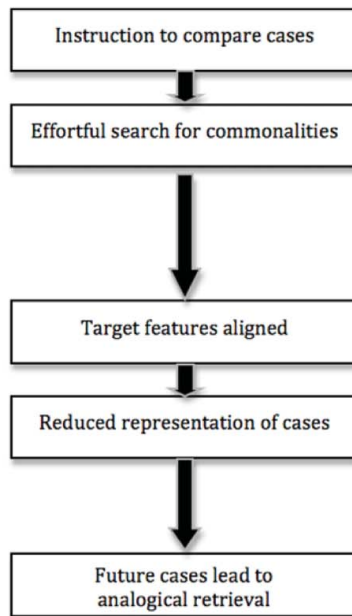 Instruction to compare cases
Effortful search for commonalities
Target features aligned
Reduced representation of cases
Future cases lead to
analogical retrieval